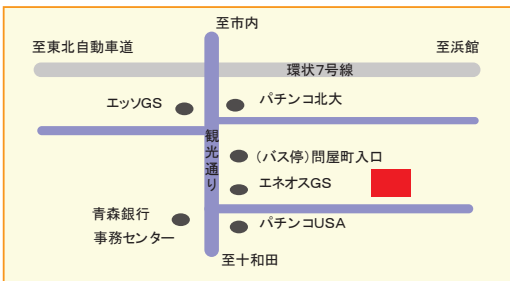 至市内
至東北自動車道
至浜館
環状7号線
エッソGS
パチンコ北大
観光通り
(バス停)問屋町入口
エネオスGS
青森銀行
事務センター
パチンコUSA
至十和田